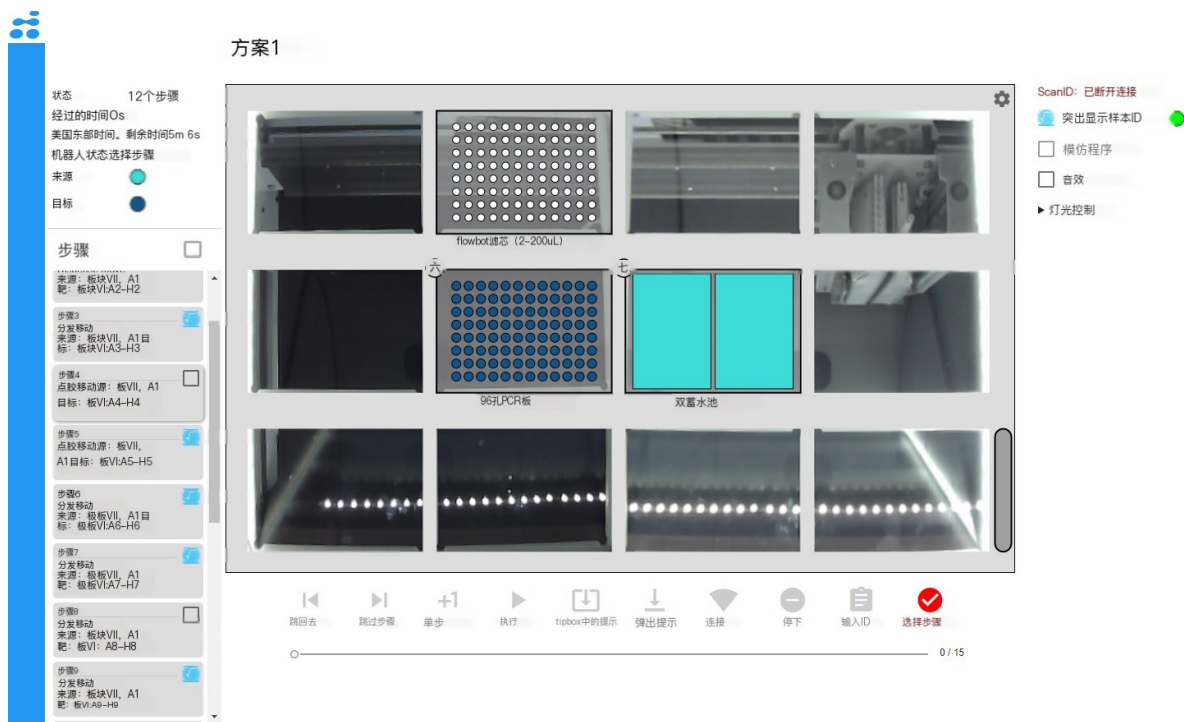 方案1
状态 12个步骤
经过的时间Os
美国东部时间。剩余时间5m 6s
机器人状态选择步骤
来源
目标
步骤
来源：板块VII，A1
靶：板块VI:A2-H2
步骤3
分发移动
来源：板块VII，A1目
标：板块VI:A3-H3
步骤4
点胶移动源：板VII，A1
目标：板VI:A4-H4
步骤5
点胶移动源：板VII，
A1目标：板VI:A5-H5
步骤6
分发移动
来源：极板VII，A1目
标：极板VI:A6-H6
步骤7
分发移动
来源：极板VII，A1
靶：极板VI:A7-H7
步骤8
分发移动
来源：板块VII，A1
靶：板VI：A8-H8
步骤9
分发移动
来源：板块VII，A1
靶：板VI:A9-H9
flowbot滤芯（2-200uL）
六
七
96孔PCR板
双蓄水池
跳回去
跳过步骤
+1
单步
执行
tipbox中的提示
弹出提示
连接
停下
输入ID
选择步骤
0 / 15
ScanID：已断开连接
突出显示样本ID
模仿程序
音效
灯光控制